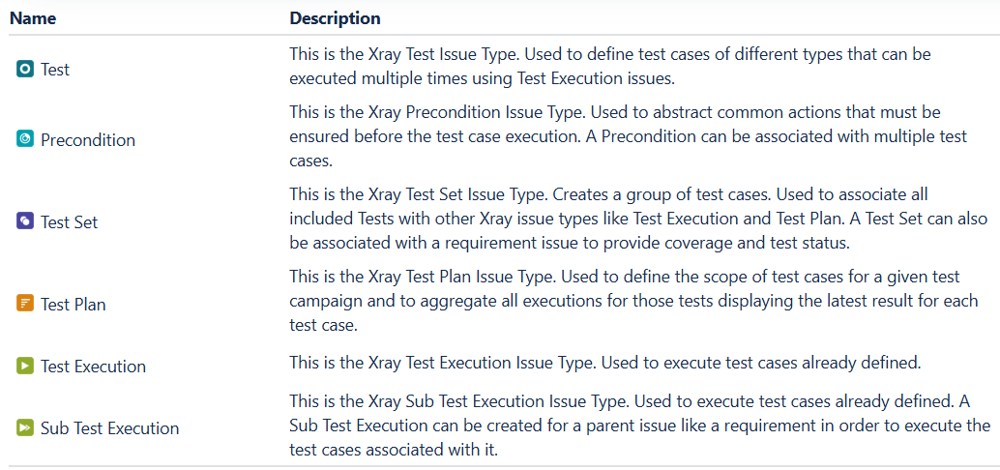 Name Description
Test
This is the Xray Test Issue Type. Used to define test cases of different types that can be
executed multiple times using Test Execution issues.
Precondition
This is the Xray Precondition Issue Type. Used to abstract common actions that must be
ensured before the test case execution. A Precondition can be associated with multiple test
cases.
Test Set
This is the Xray Test Set Issue Type. Creates a group of test cases. Used to associate all
included Tests with other Xray issue types like Test Execution and Test Plan. A Test Set can also
be associated with a requirement issue to provide coverage and test status.
Test Plan
This is the Xray Test Plan Issue Type. Used to define the scope of test cases for a given test
campaign and to aggregate all executions for those tests displaying the latest result for each
test case.
Test Execution
This is the Xray Test Execution Issue Type. Used to execute test cases already defined.
Sub Test Execution
This is the Xray Sub Test Execution Issue Type. Used to execute test cases already defined. A
Sub Test Execution can be created for a parent issue like a requirement in order to execute the
test cases associated with it.